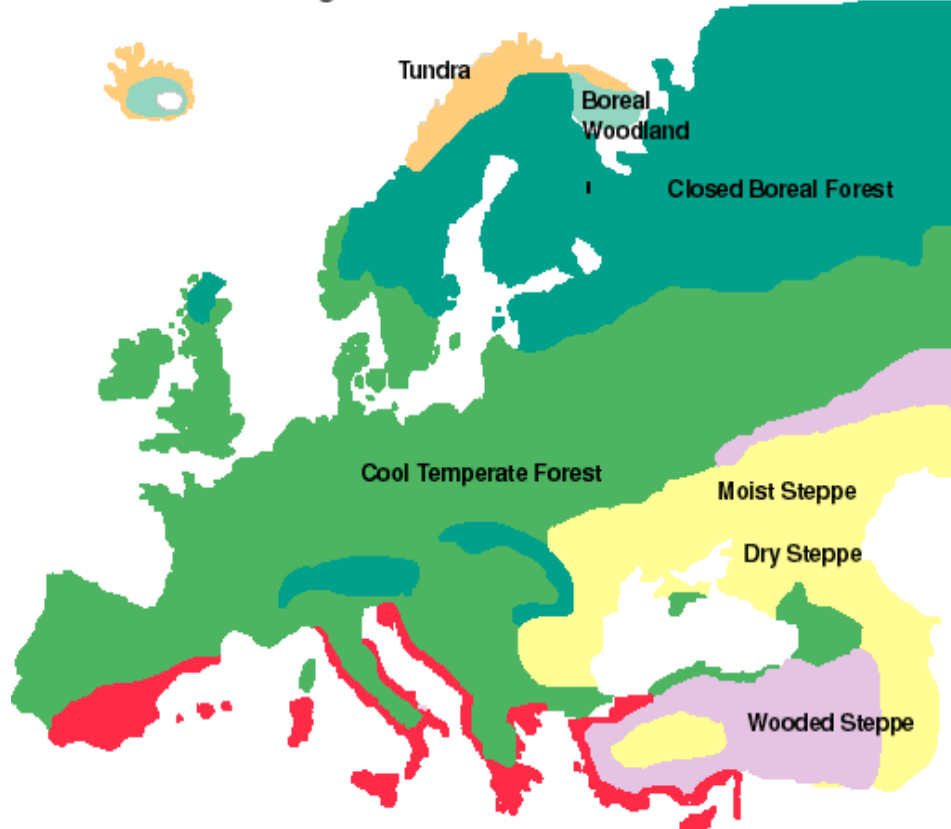 Tundra
Boreal
Woodland
Closed Boreal Forest
Cool Temperate Forest
Moist Steppe
Dry Steppe
Wooded Steppe